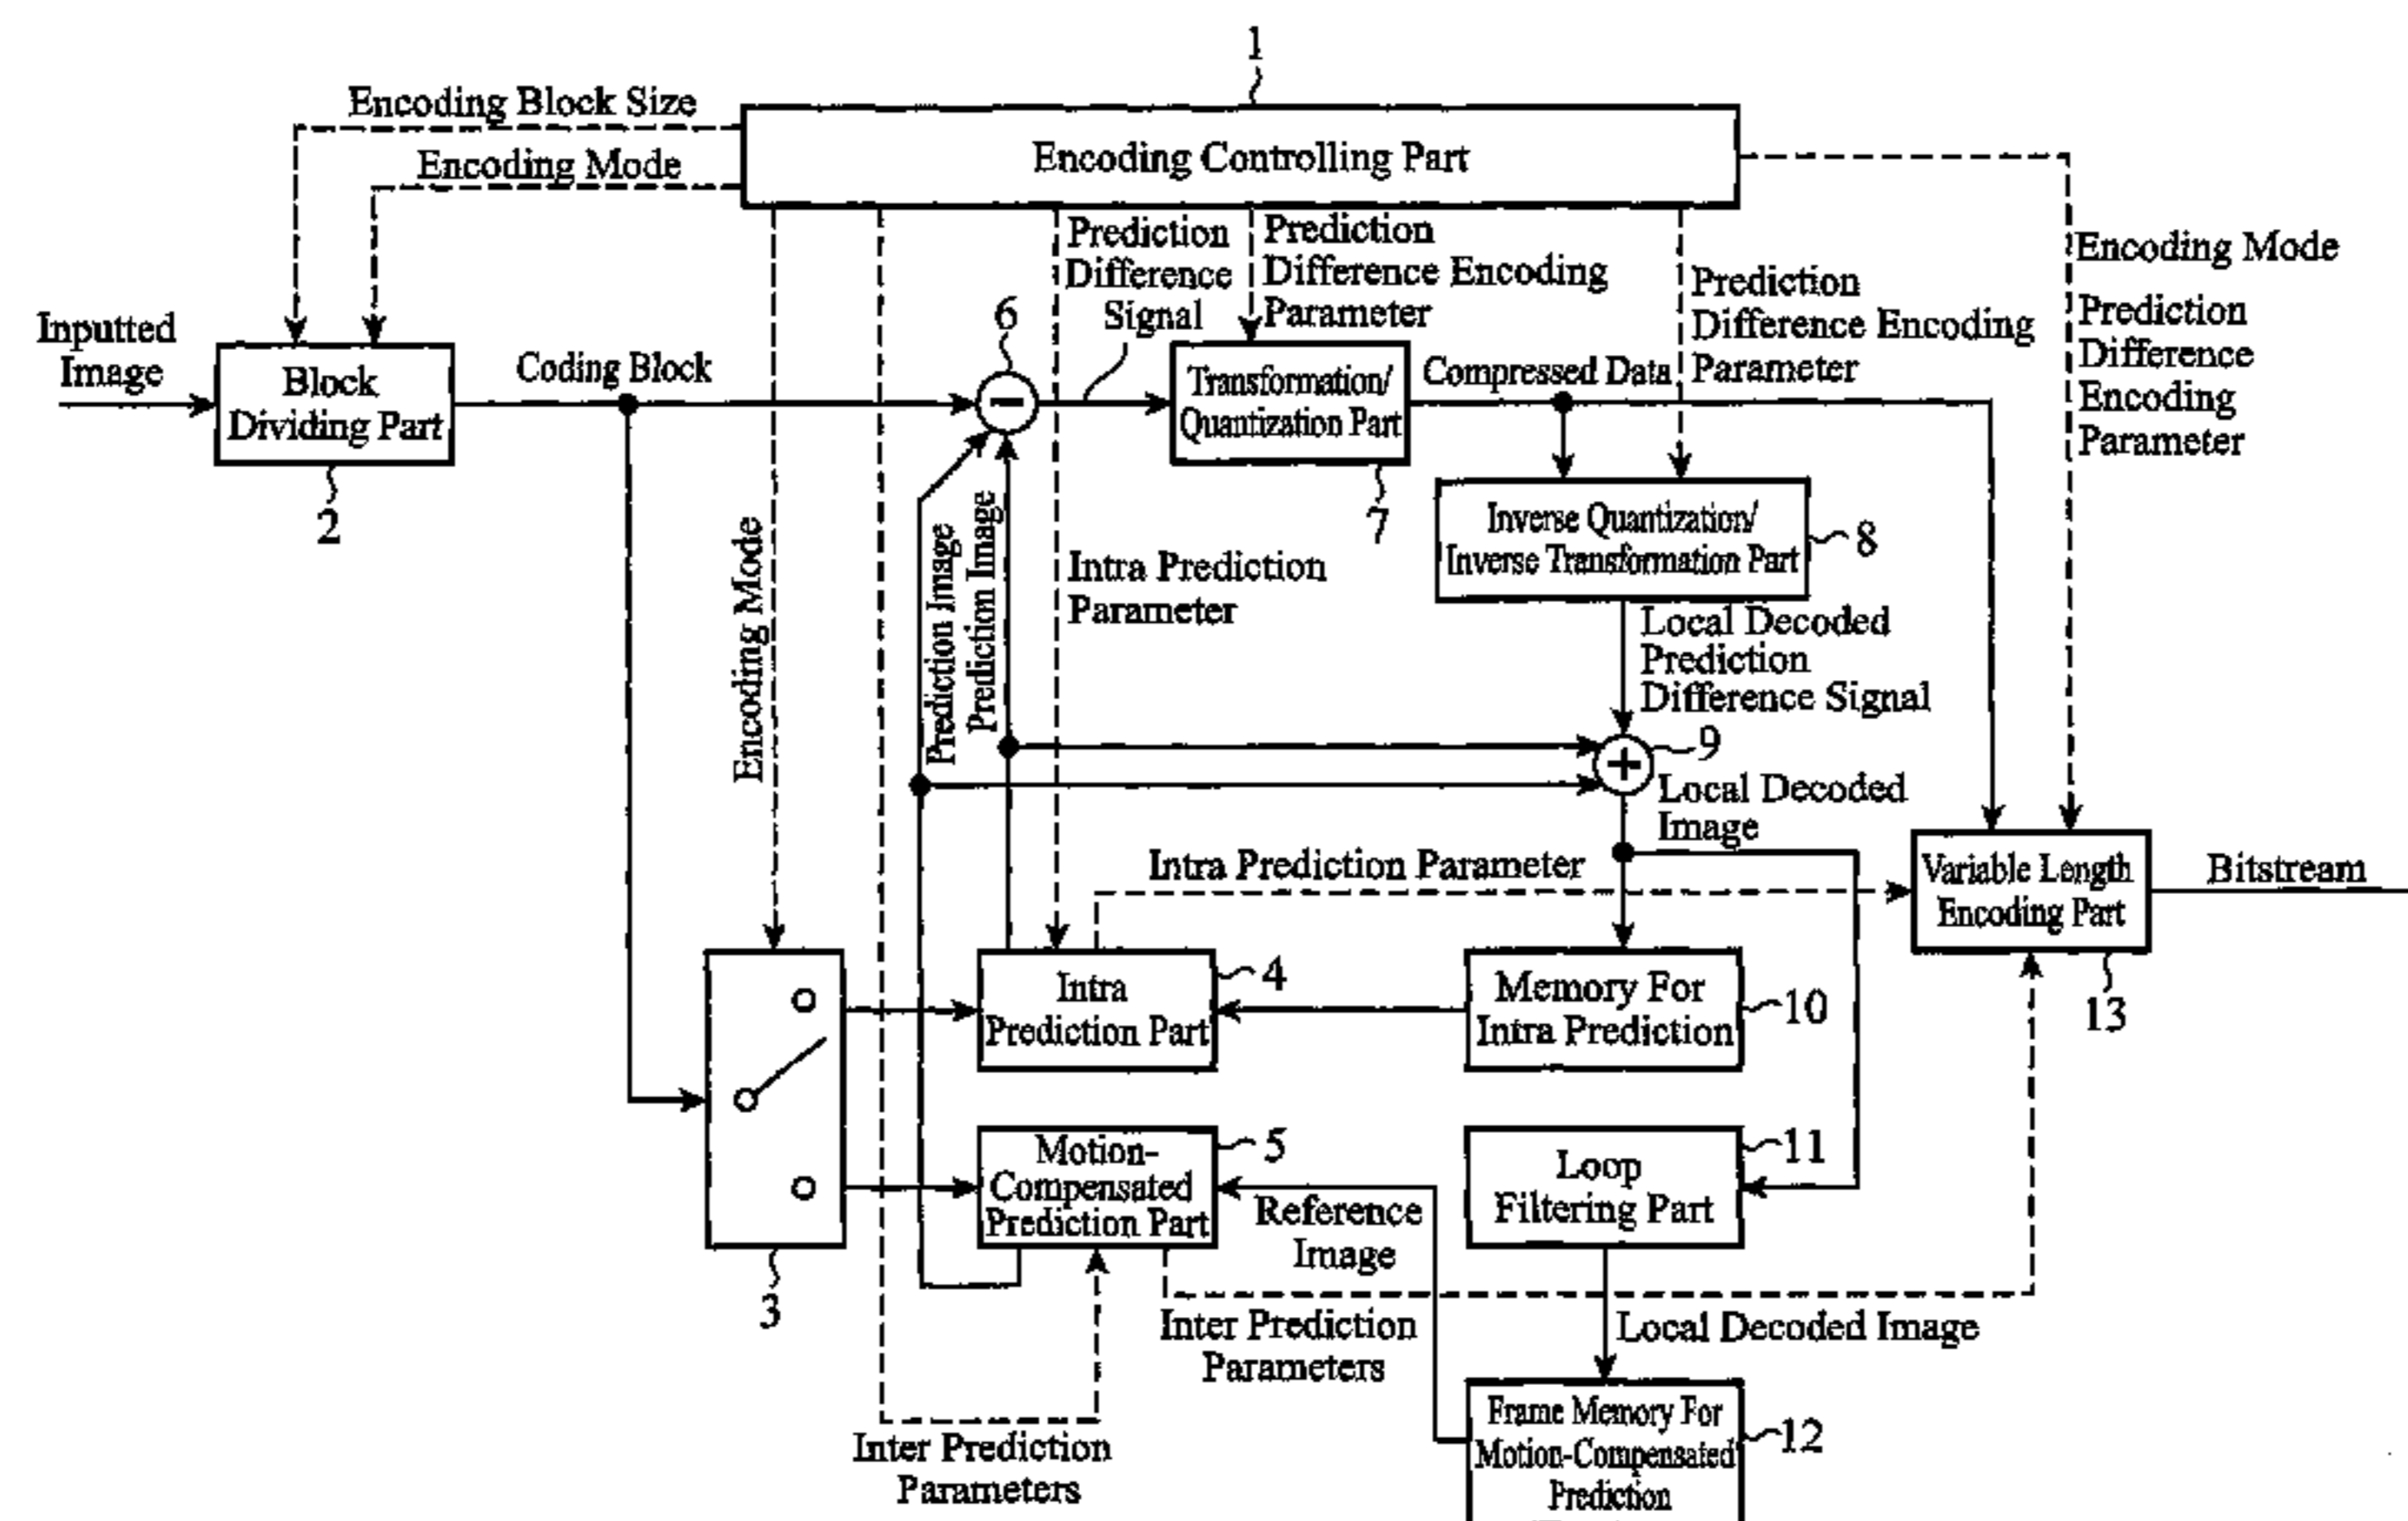 1
Encoding Block Size
Encoding Mode
Encoding Controlling Part
Prediction
Difference
Signal
Prediction
Difference Encoding
Parameter
Prediction
Difference Encoding
Parameter
Encoding Mode
Prediction
Difference
Encoding
Parameter
Inputted
Image
Block
Dividing Part
2
Coding Block
6
Transformation/
Quantization Part
7
Compressed Data
Inverse Quantization/
Inverse Transformation Part
8
Encoding Mode
Prediction Image
Prediction Image
Intra Prediction
Parameter
Local Decoded
Prediction
Difference Signal
9
Local Decoded
Image
Intra Prediction Parameter
Variable Length
Encoding Part
13
Bitstream
3
Intra
Prediction Part
4
Memory For
Intra Prediction
10
Motion-
Compensated
Prediction Part
5
Reference
Image
Loop
Filtering Part
11
Inter Prediction
Parameters
Local Decoded Image
Inter Prediction
Parameters
Frame Memory For
Motion-Compensated
Prediction
12